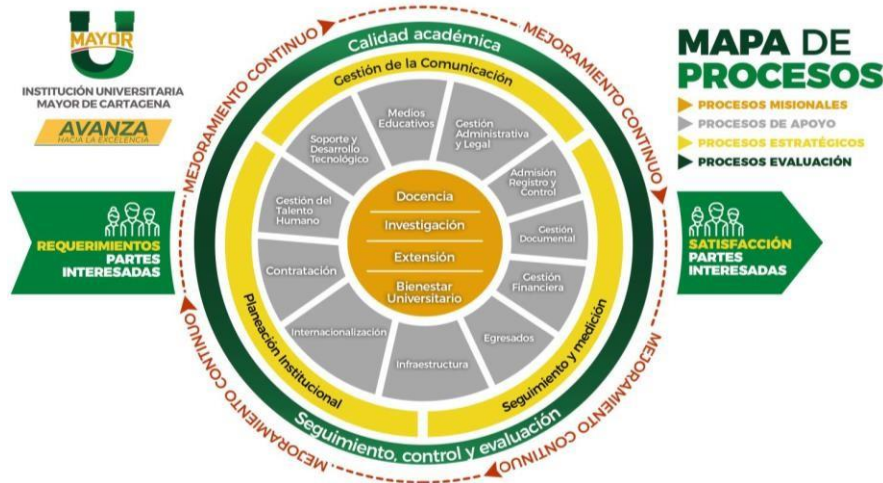 U
MAYOR
INSTITUCIÓN UNIVERSITARIA
MAYOR DE CARTAGENA
AVANZA
HACIA LA EXCELENCIA
MAPA DE
PROCESOS
PROCESOS MISIONALES
PROCESOS DE APOYO
PROCESOS ESTRATÉGICOS
PROCESOS EVALUACIÓN
REQUERIMIENTOS
PARTES
INTERESADAS
MEJORAMIENTO CONTINUO
MEJORAMIENTO CONTINUO
MEJORAMIENTO CONTINUO
MEJORAMIENTO CONTINUO
Calidad académica
Gestión de la Comunicación
Medios
Educativos
Gestión
Administrativa
y Legal
Soporte y
Desarrollo
Tecnológico
Admisión
Registro y
Control
Gestión del
Talento
Humano
Gestión
Documental
Contratación
Gestión
Financiera
Internacionalización
Egresados
Infraestructura
Docencia
Investigación
Extensión
Bienestar
Universitario
Planeación Institucional
Seguimiento y medición
Seguimiento, control y evaluación
SATISFACCIÓN
PARTES
INTERESADAS